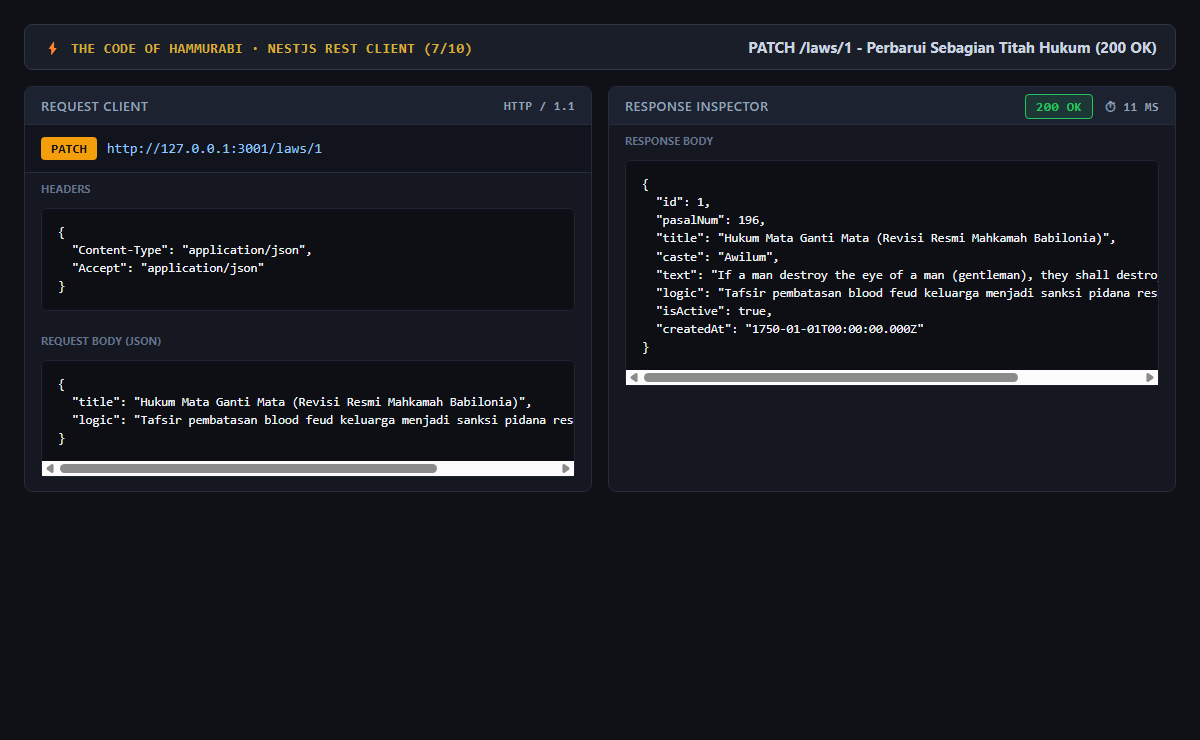 THE CODE OF HAMMURABI · NESTJS REST CLIENT (7/10)
PATCH /laws/1 - Perbarui Sebagian Titah Hukum (200 OK)
REQUEST CLIENT
HTTP / 1.1
PATCH
http://127.0.0.1:3001/laws/1
HEADERS
{
"Content-Type": "application/json",
"Accept": "application/json"
}
REQUEST BODY (JSON)
{
"title": "Hukum Mata Ganti Mata (Revisi Resmi Mahkamah Babilonia)",
"logic": "Tafsir pembatasan blood feud keluarga menjadi sanksi pidana res
}
RESPONSE INSPECTOR
200 OK
11 MS
RESPONSE BODY
{
"id": 1,
"pasalNum": 196,
"title": "Hukum Mata Ganti Mata (Revisi Resmi Mahkamah Babilonia)",
"caste": "Awilum",
"text": "If a man destroy the eye of a man (gentleman), they shall destro
"logic": "Tafsir pembatasan blood feud keluarga menjadi sanksi pidana res
"isActive": true,
"createdAt": "1750-01-01T00:00:00.000Z"
}